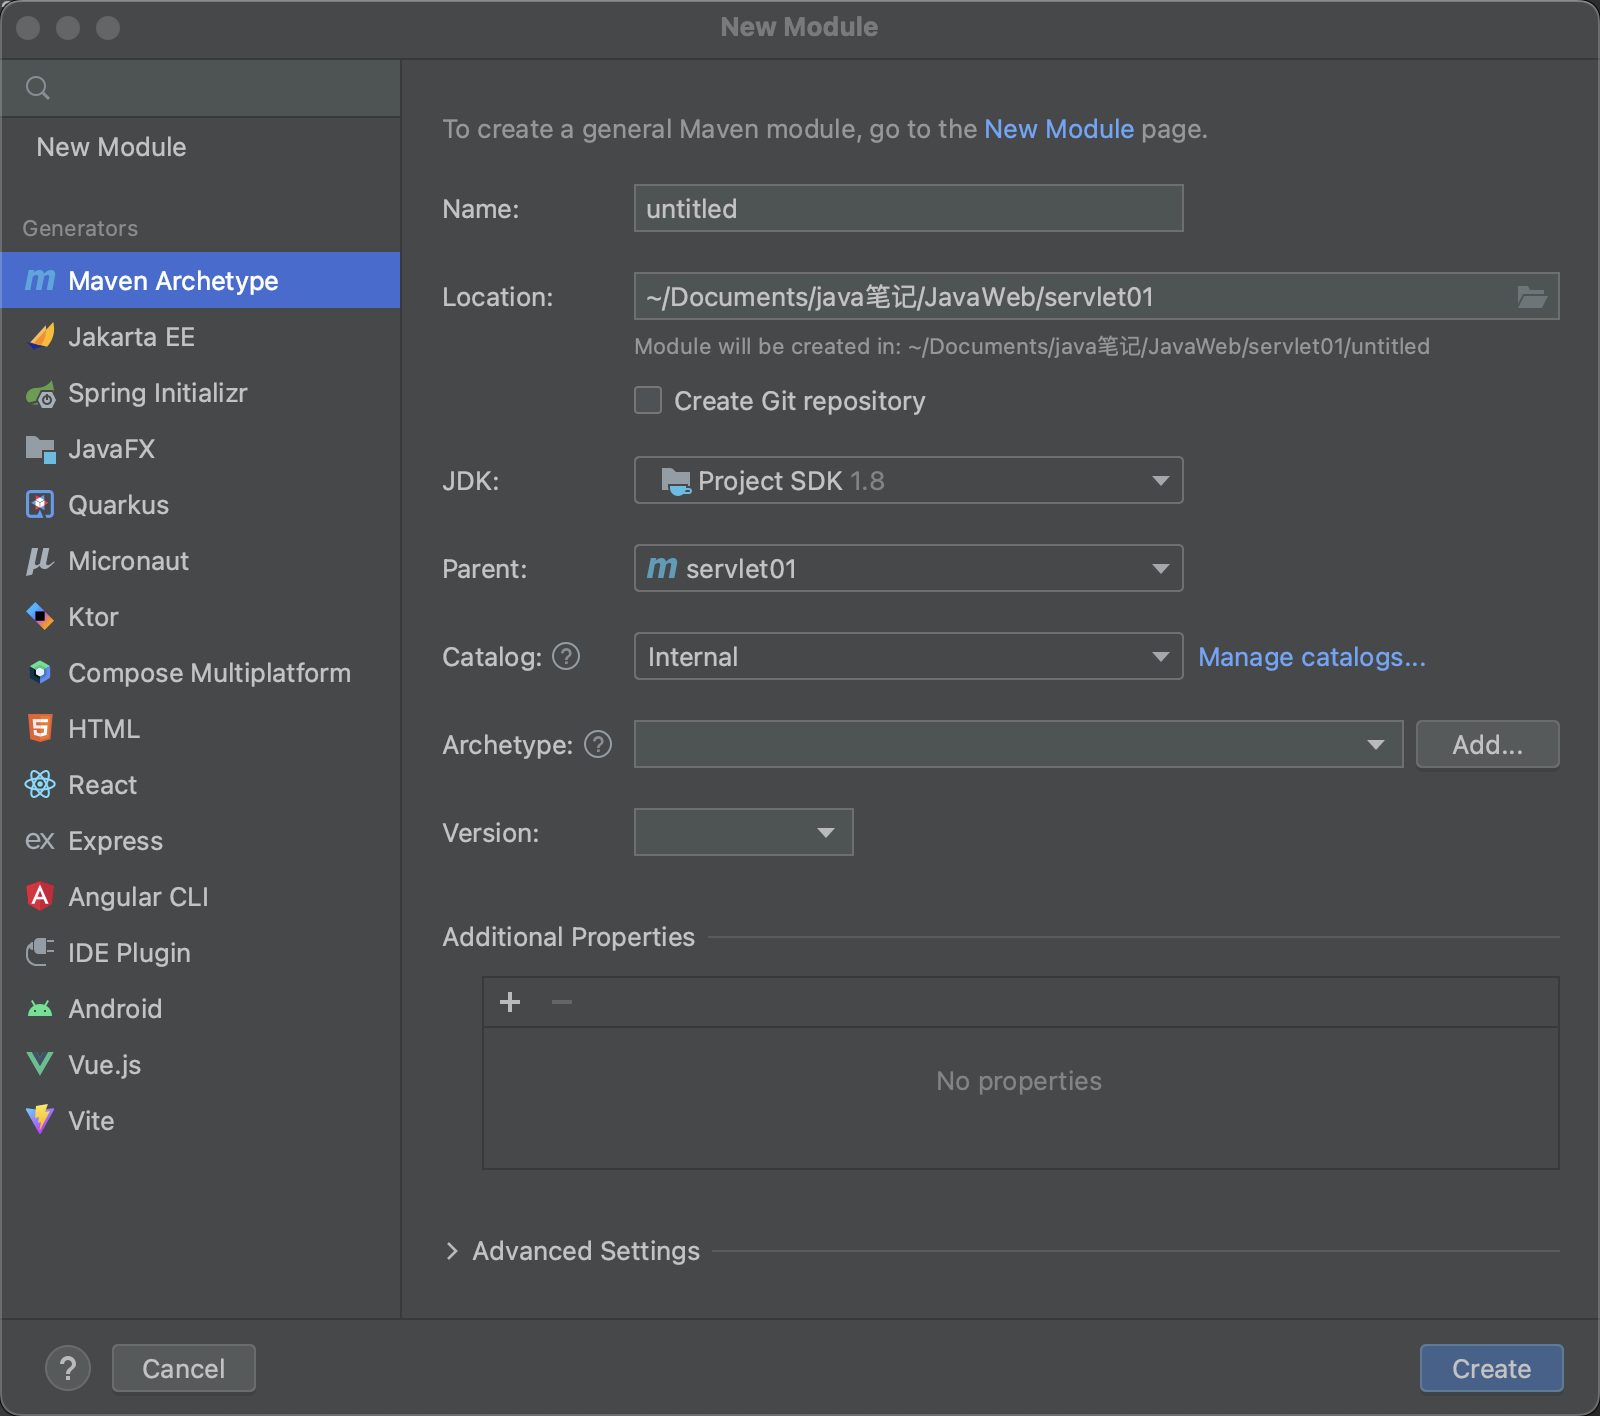 New Module
New Module
Generators
m Maven Archetype
Jakarta EE
Spring Initializr
JavaFX
Quarkus
μ Micronaut
Ktor
Compose Multiplatform
5 HTML
React
ex Express
A Angular CLI
IDE Plugin
Android
Vue.js
Vite
To create a general Maven module, go to the New Module page.
Name: untitled
Location: ~/Documents/java笔记/JavaWeb/servlet01
Module will be created in: ~/Documents/java笔记/JavaWeb/servlet01/untitled
Create Git repository
JDK: Project SDK 1.8
Parent: m servlet01
Catalog: ? Internal Manage catalogs...
Archetype: ? Add...
Version:
Additional Properties
+ −
No properties
> Advanced Settings
? Cancel Create